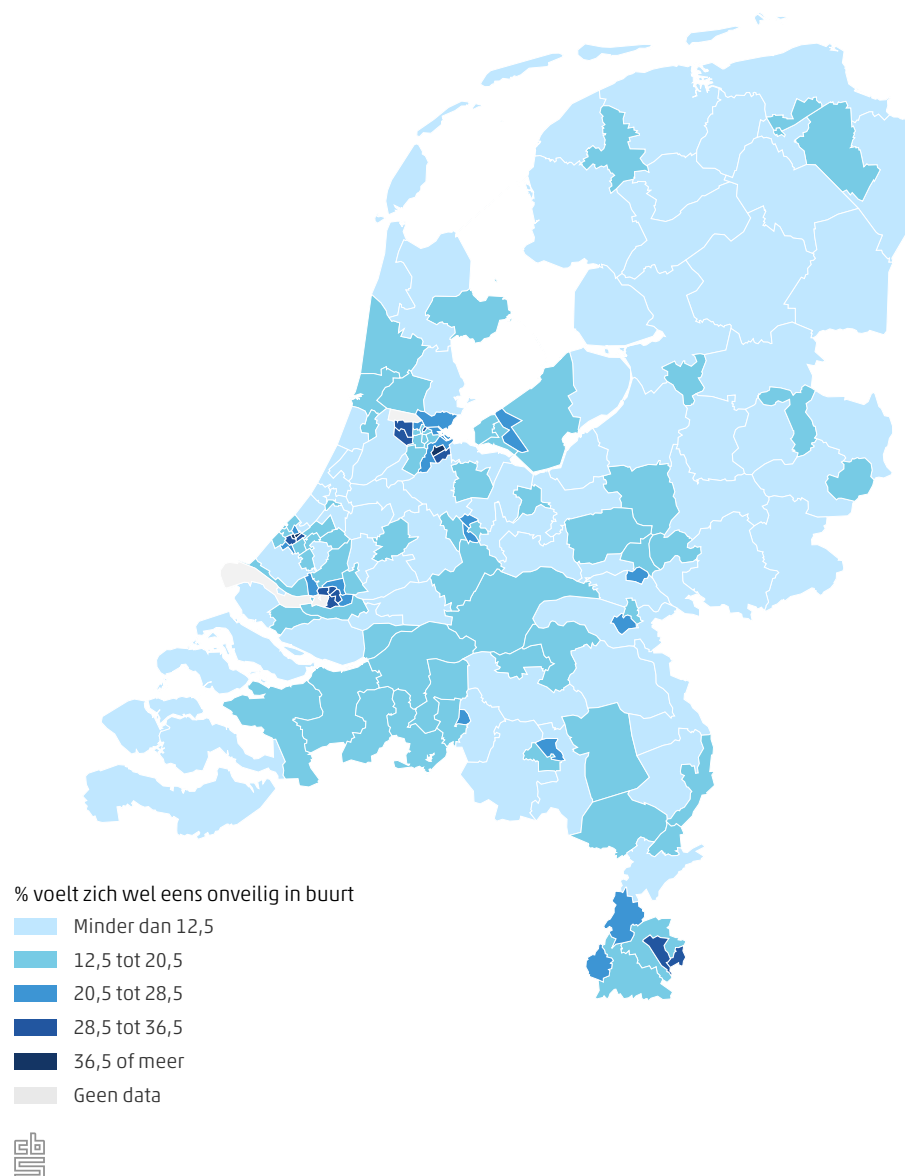 % voelt zich wel eens onveilig in buurt
Minder dan 12,5
12,5 tot 20,5
20,5 tot 28,5
28,5 tot 36,5
36,5 of meer
Geen data
cbs